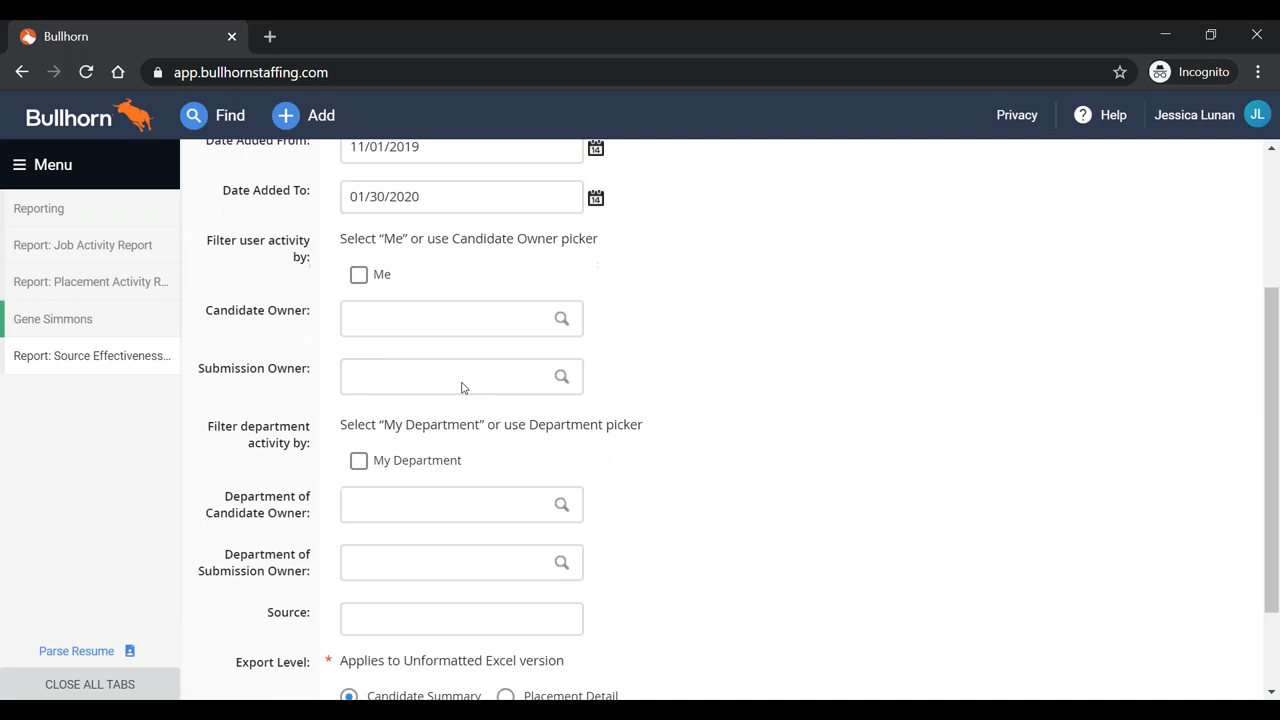 Bullhorn
app.bullhornstaffing.com
Incognito
Bullhorn
Find
Add
Privacy
Help
Jessica Lunan
JL
Menu
Reporting
Report: Job Activity Report
Report: Placement Activity R...
Gene Simmons
Report: Source Effectiveness...
Parse Resume
CLOSE ALL TABS
Date Added From:
11/01/2019
14
Date Added To:
01/30/2020
14
Filter user activity
by:
Select “Me” or use Candidate Owner picker
Me
Candidate Owner:
Submission Owner:
Filter department
activity by:
Select “My Department” or use Department picker
My Department
Department of
Candidate Owner:
Department of
Submission Owner:
Source:
Export Level:
* Applies to Unformatted Excel version
Candidate Summary
Placement Detail